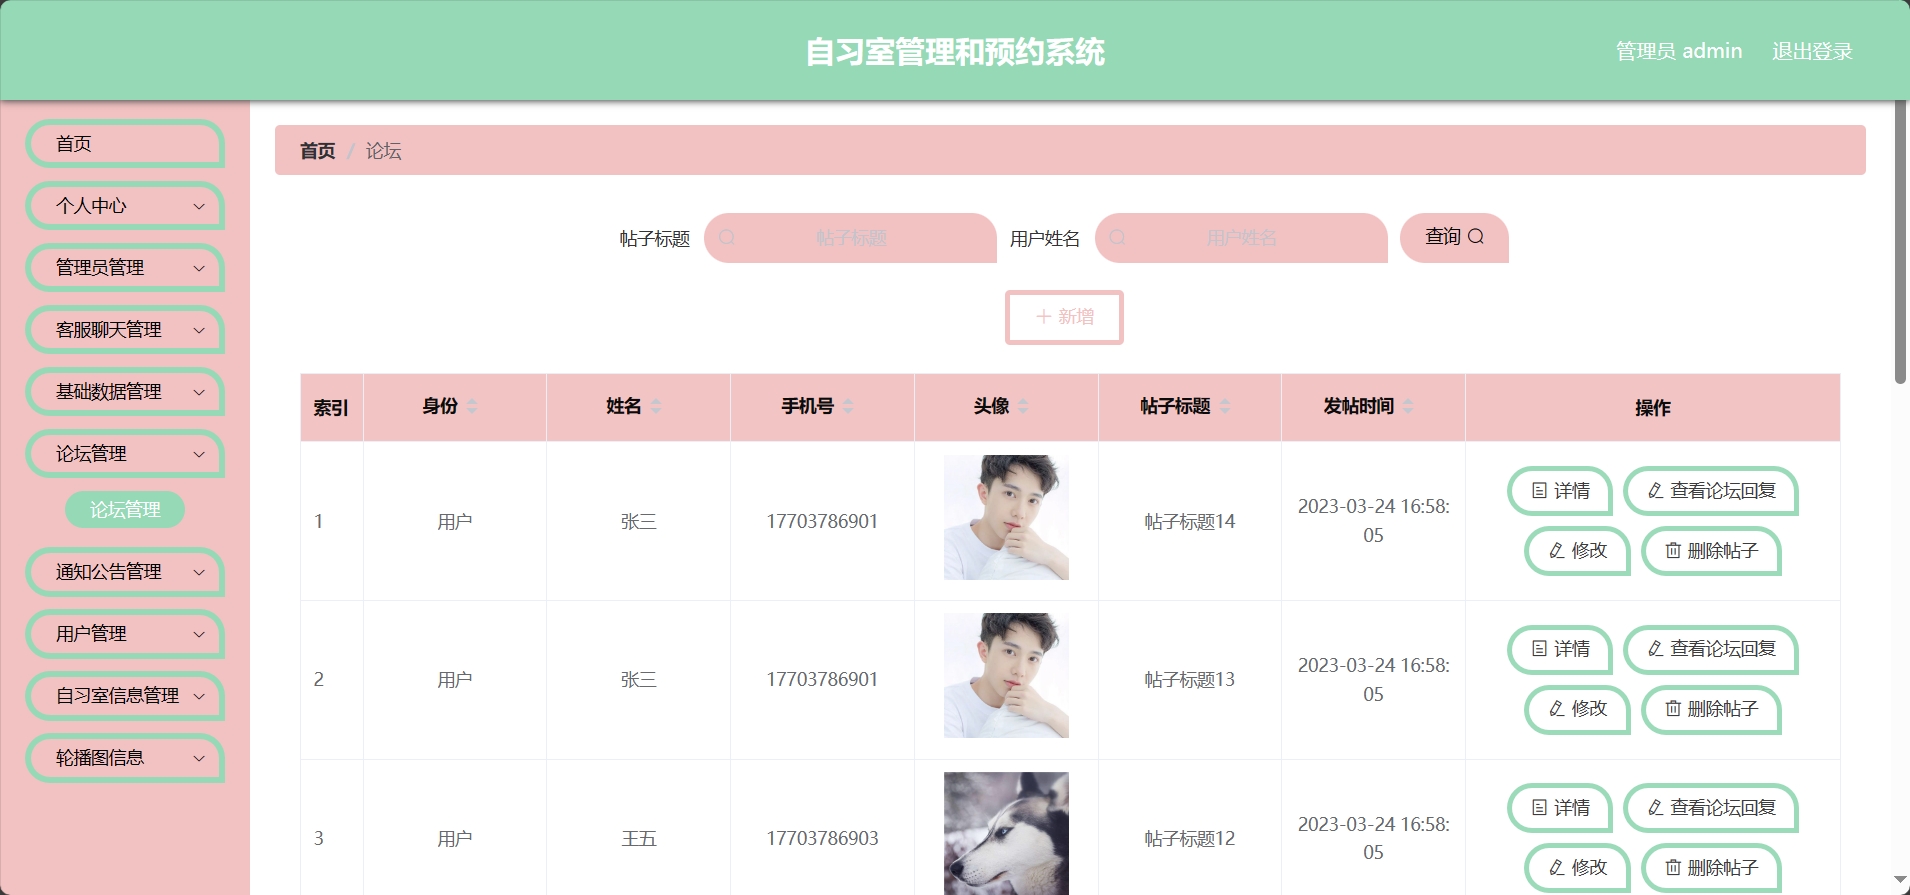 自习室管理和预约系统
管理员 admin 退出登录
首页
个人中心
管理员管理
客服聊天管理
基础数据管理
论坛管理
论坛管理
通知公告管理
用户管理
自习室信息管理
轮播图信息
首页 / 论坛
帖子标题 帖子标题 用户姓名 用户姓名 查询
新增
索引 身份 姓名 手机号 头像 帖子标题 发帖时间 操作
1 用户 张三 17703786901 帖子标题14 2023-03-24 16:58:
05
详情 查看论坛回复
修改 删除帖子
2 用户 张三 17703786901 帖子标题13 2023-03-24 16:58:
05
详情 查看论坛回复
修改 删除帖子
3 用户 王五 17703786903 帖子标题12 2023-03-24 16:58:
05
详情 查看论坛回复
修改 删除帖子